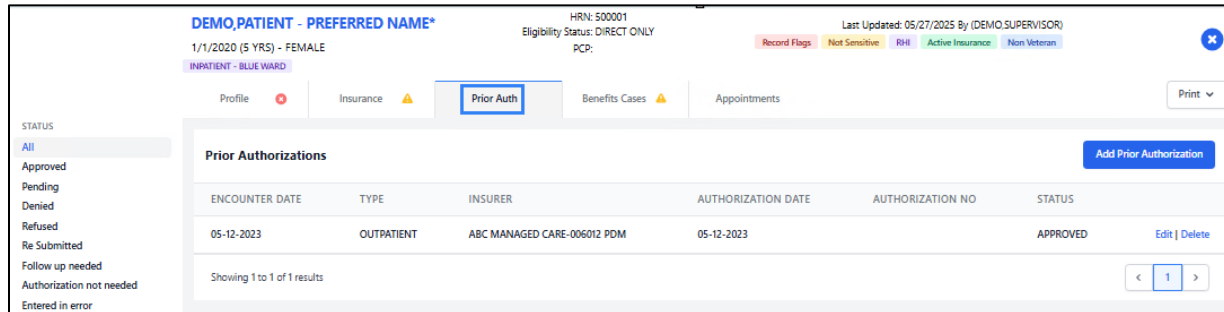 DEMO,PATIENT - PREFERRED NAME*
1/1/2020 (5 YRS) - FEMALE
INPATIENT - BLUE WARD
HRN: 500001
Eligibility Status: DIRECT ONLY
PCP:
Last Updated: 05/27/2025 By (DEMO,SUPERVISOR)
Record Flags Not Sensitive RHI Active Insurance Non Veteran
Profile Insurance Prior Auth Benefits Cases Appointments Print
STATUS
All
Approved
Pending
Denied
Refused
Re Submitted
Follow up needed
Authorization not needed
Entered in error
Prior Authorizations Add Prior Authorization
ENCOUNTER DATE TYPE INSURER AUTHORIZATION DATE AUTHORIZATION NO STATUS
05-12-2023 OUTPATIENT ABC MANAGED CARE-006012 PDM 05-12-2023 APPROVED Edit | Delete
Showing 1 to 1 of 1 results < 1 >